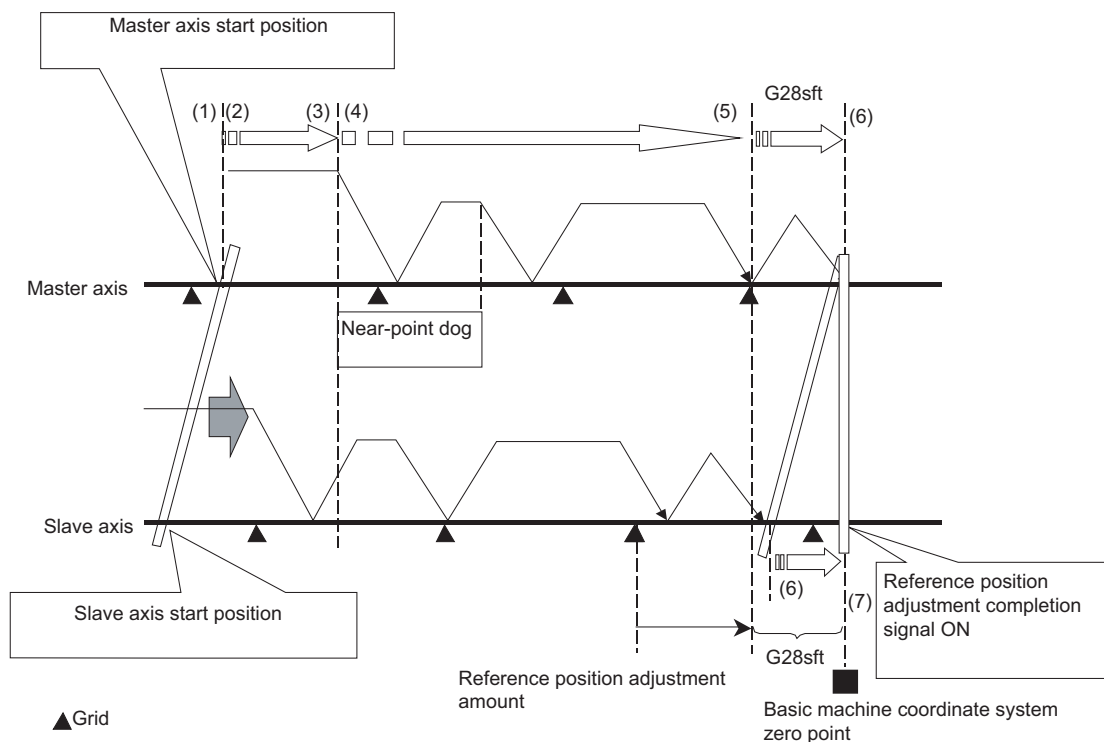 Master axis start position
G28sft
(1) (2) (3) (4) (5) (6)
Master axis
Near-point dog
Slave axis
(6)
Slave axis start position
Reference position
adjustment completion
signal ON
(7)
G28sft
Reference position adjustment
amount
Grid
Basic machine coordinate system
zero point